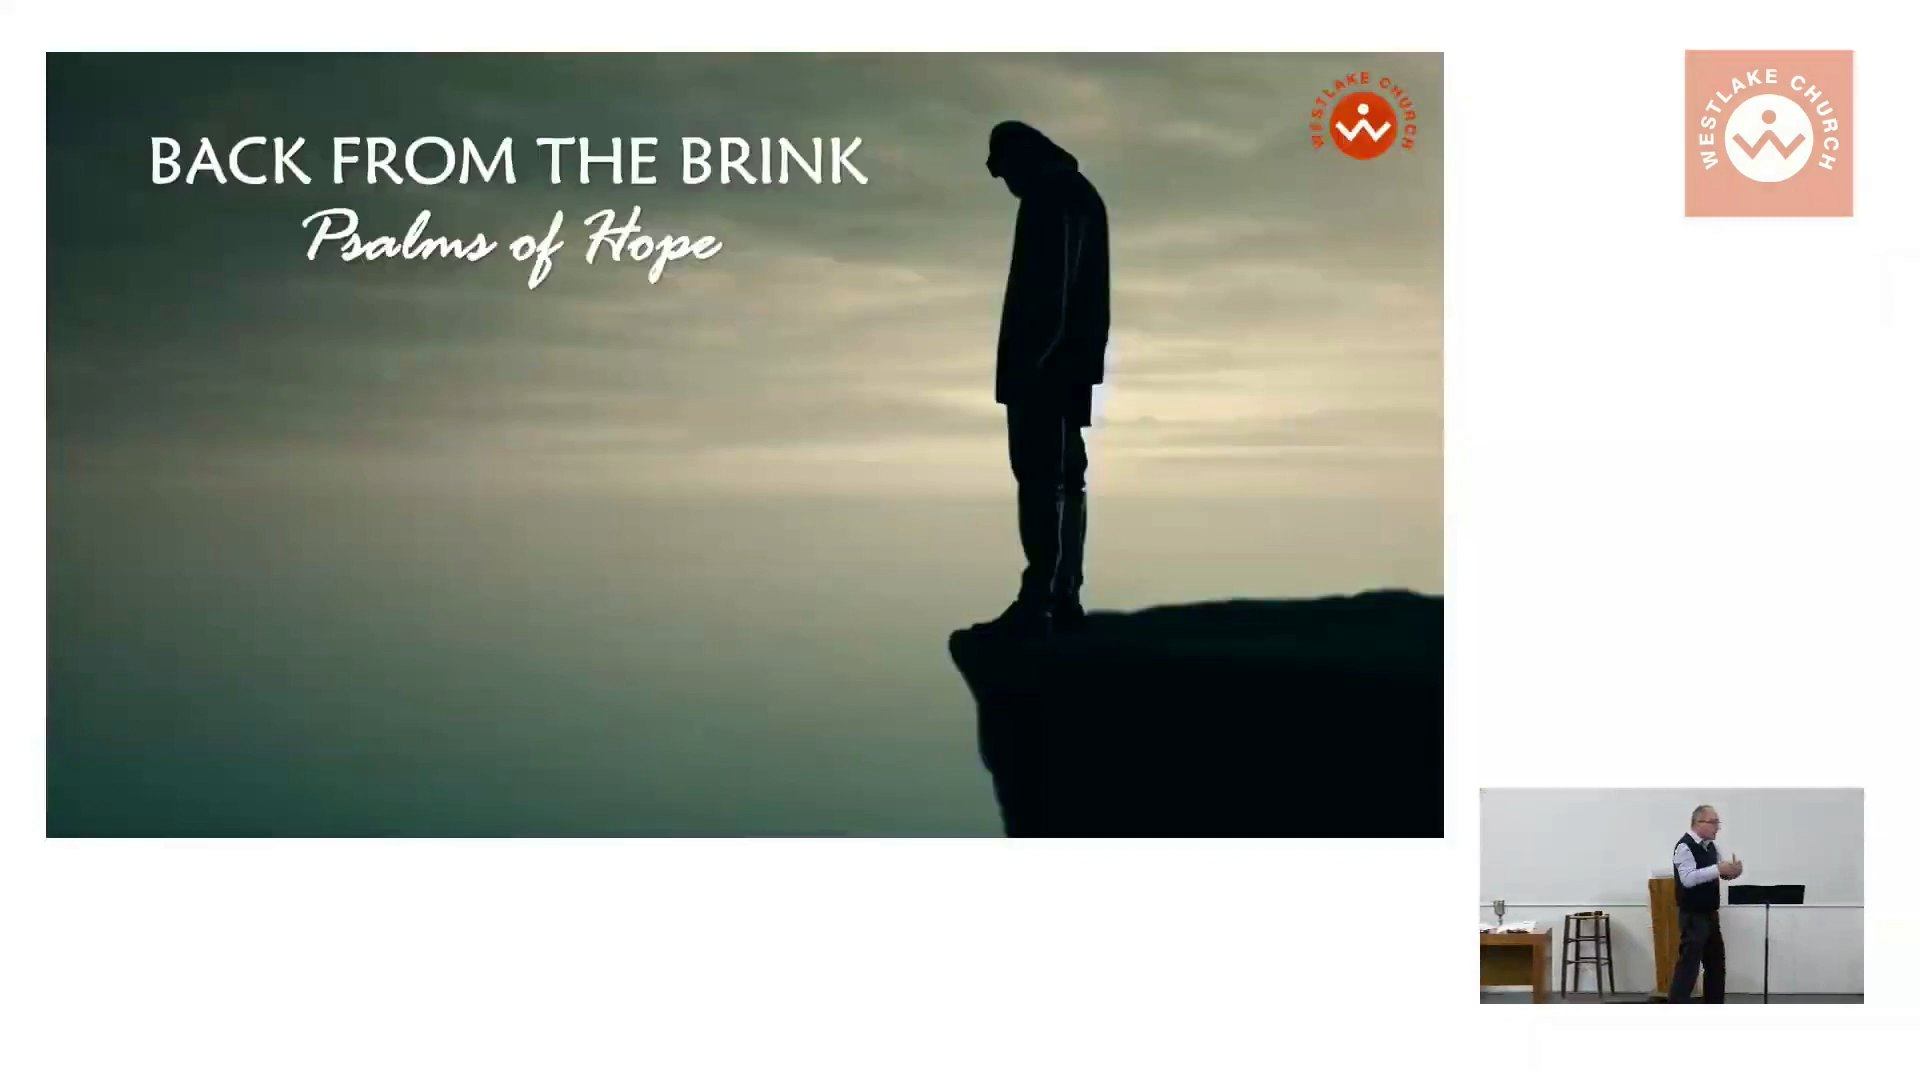 BACK FROM THE BRINK
Psalms of Hope
WESTLAKE CHURCH
WESTLAKE CHURCH